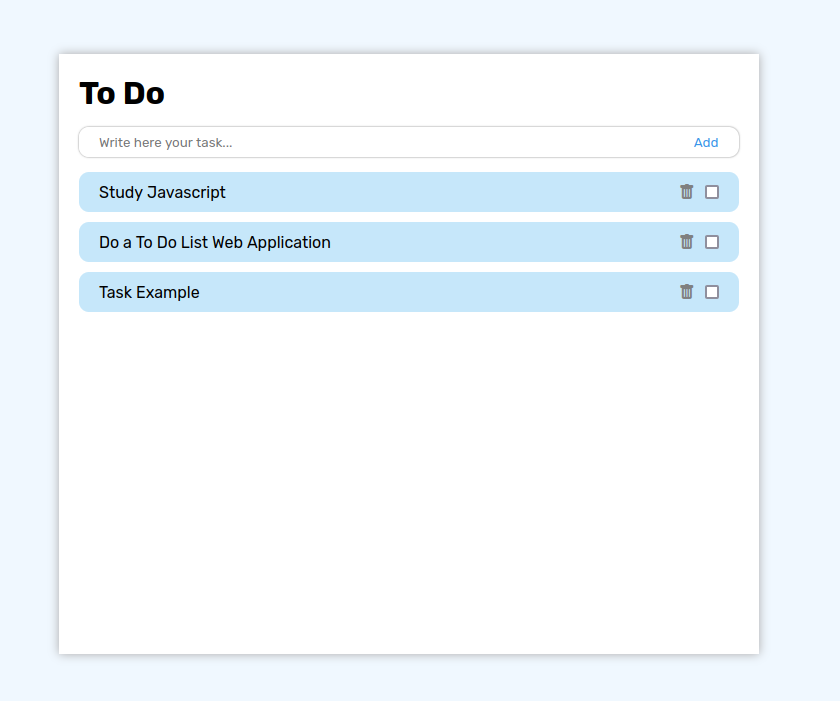 To Do
Write here your task...
Add
Study Javascript
Do a To Do List Web Application
Task Example